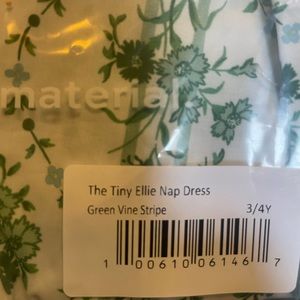 material
The Tiny Ellie Nap Dress
Green Vine Stripe 3/4Y
1 00610 06146 7